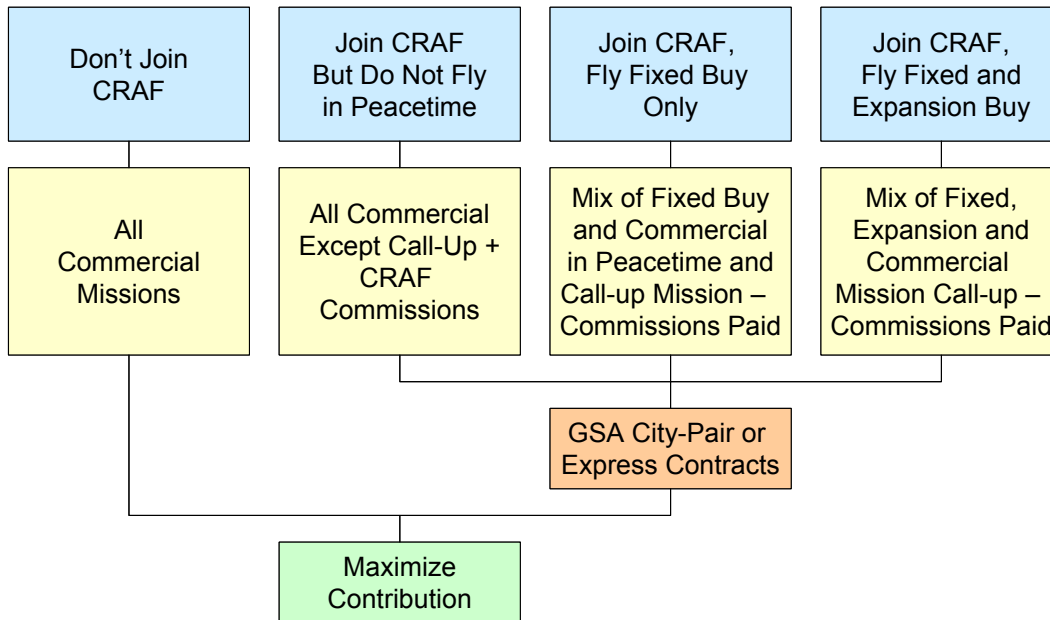 Don’t Join
CRAF
Join CRAF
But Do Not Fly
in Peacetime
Join CRAF,
Fly Fixed Buy
Only
Join CRAF,
Fly Fixed and
Expansion Buy
All
Commercial
Missions
All Commercial
Except Call-Up +
CRAF
Commissions
Mix of Fixed Buy
and Commercial
in Peacetime and
Call-up Mission –
Commissions Paid
Mix of Fixed,
Expansion and
Commercial
Mission Call-up –
Commissions Paid
GSA City-Pair or
Express Contracts
Maximize
Contribution